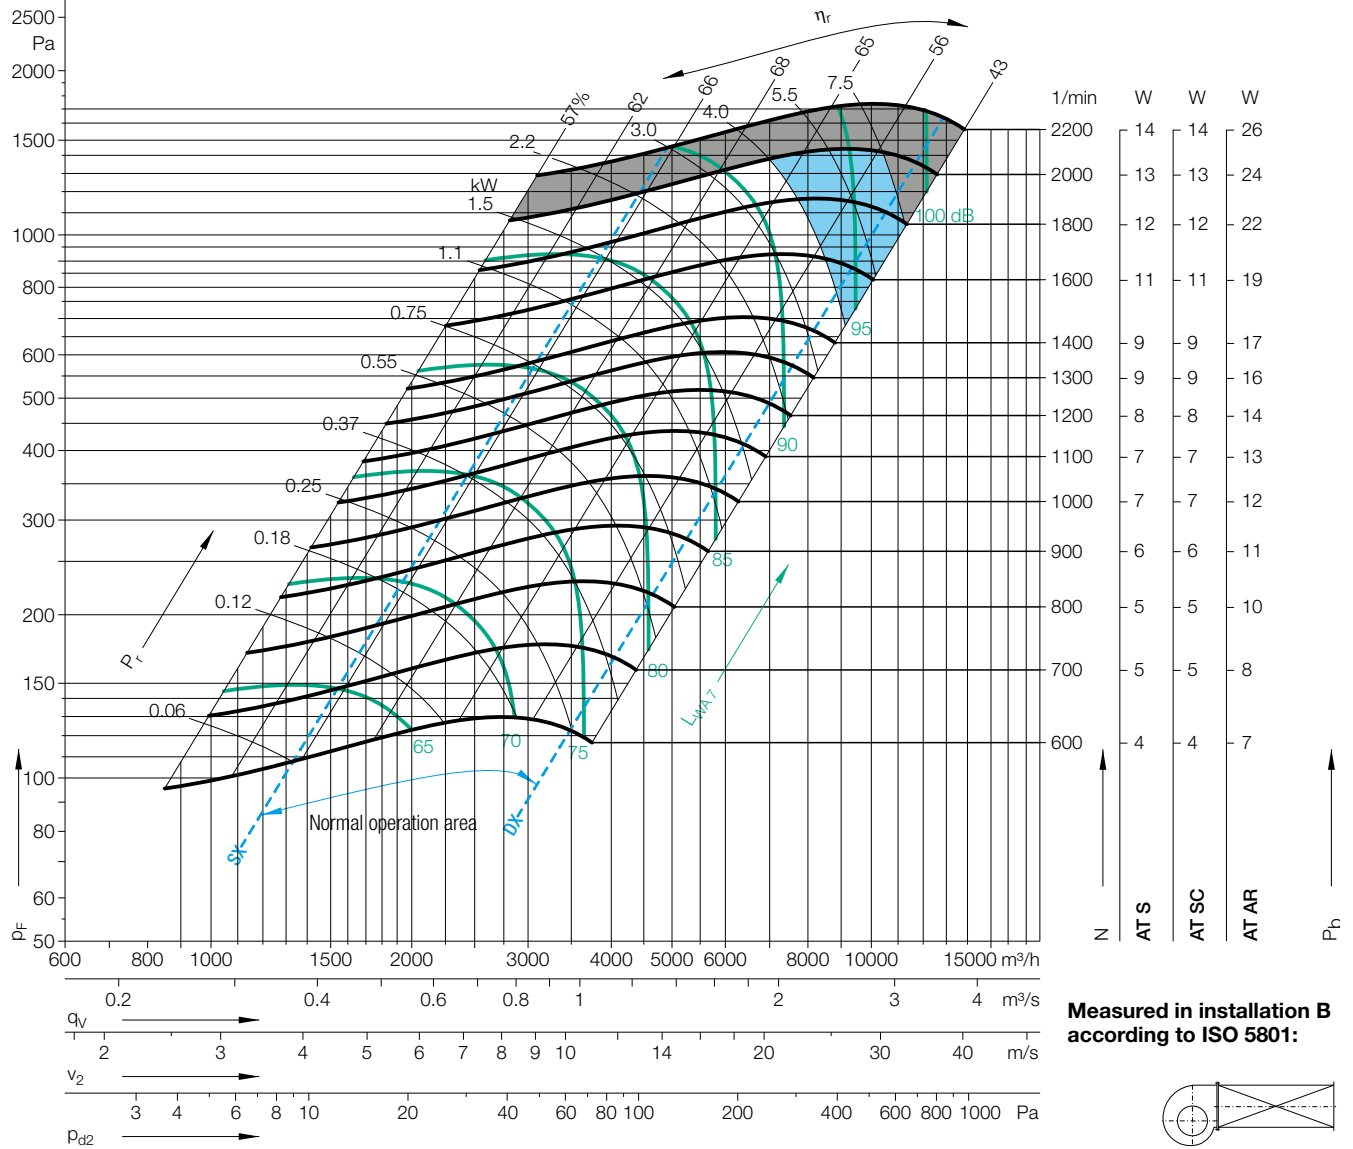 2500
Pa
2000
1500
1000
800
600
500
400
300
200
150
100
80
60
50
pF
Pr
ηr
57%
62
66
68
65
56
43
kW
0.06
0.12
0.18
0.25
0.37
0.55
0.75
1.1
1.5
2.2
3.0
4.0
5.5
7.5
65
70
75
80
85
90
95
100 dB
LWA 7
SX
DX
Normal operation area
1/min W W W
2200 14 14 26
2000 13 13 24
1800 12 12 22
1600 11 11 19
1400 9 9 17
1300 9 9 16
1200 8 8 14
1100 7 7 13
1000 7 7 12
900 6 6 11
800 5 5 10
700 5 5 8
600 4 4 7
N
AT S
AT SC
AT AR
Pb
600 800 1000 1500 2000 3000 4000 5000 6000 8000 10000 15000 m³/h
0.2 0.4 0.6 0.8 1 2 3 4 m³/s
qV
2 3 4 5 6 7 8 9 10 14 20 30 40 m/s
v2
3 4 6 8 10 20 40 60 80 100 200 400 600 800 1000 Pa
pd2
Measured in installation B
according to ISO 5801: